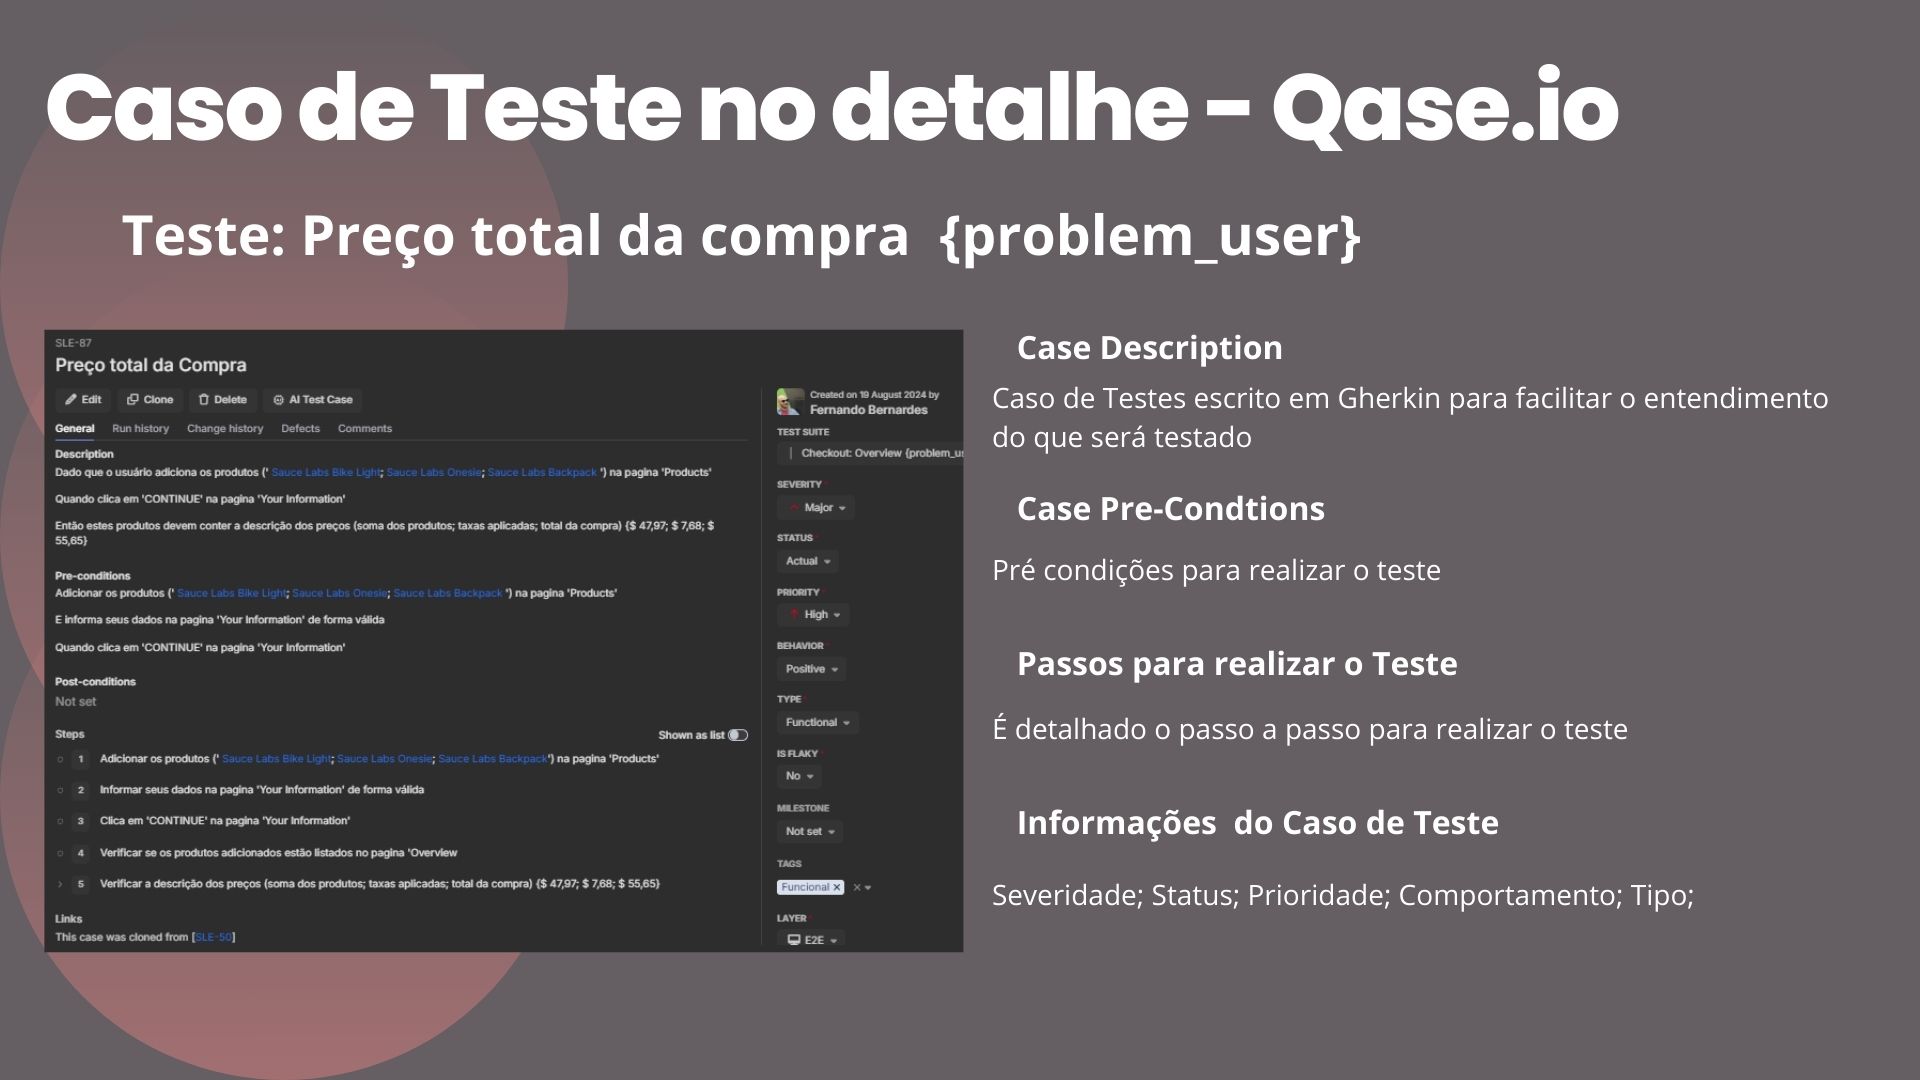 Caso de Teste no detalhe - Qase.io
Teste: Preço total da compra {problem_user}
SLE-87
Preço total da Compra
Edit
Clone
Delete
AI Test Case
General
Run history
Change history
Defects
Comments
Description
Dado que o usuário adiciona os produtos (' Sauce Labs Bike Light; Sauce Labs Onesie; Sauce Labs Backpack ') na pagina 'Products'
Quando clica em 'CONTINUE' na pagina 'Your Information'
Então estes produtos devem conter a descrição dos preços (soma dos produtos; taxas aplicadas; total da compra) {$ 47,97; $ 7,68; $
55,65}
Pre-conditions
Adicionar os produtos (' Sauce Labs Bike Light; Sauce Labs Onesie; Sauce Labs Backpack ') na pagina 'Products'
E informa seus dados na pagina 'Your Information' de forma válida
Quando clica em 'CONTINUE' na pagina 'Your Information'
Post-conditions
Not set
Steps
Shown as list
1 Adicionar os produtos (' Sauce Labs Bike Light; Sauce Labs Onesie; Sauce Labs Backpack') na pagina 'Products'
2 Informar seus dados na pagina 'Your Information' de forma válida
3 Clica em 'CONTINUE' na pagina 'Your Information'
4 Verificar se os produtos adicionados estão listados no pagina 'Overview
5 Verificar a descrição dos preços (soma dos produtos; taxas aplicadas; total da compra) {$ 47,97; $ 7,68; $ 55,65}
Links
This case was cloned from [SLE-50]
Created on 19 August 2024 by
Fernando Bernardes
TEST SUITE
Checkout: Overview {problem_us
SEVERITY*
Major
STATUS*
Actual
PRIORITY*
High
BEHAVIOR*
Positive
TYPE*
Functional
IS FLAKY*
No
MILESTONE
Not set
TAGS
Funcional ×
LAYER*
E2E
Case Description
Caso de Testes escrito em Gherkin para facilitar o entendimento
do que será testado
Case Pre-Condtions
Pré condições para realizar o teste
Passos para realizar o Teste
É detalhado o passo a passo para realizar o teste
Informações do Caso de Teste
Severidade; Status; Prioridade; Comportamento; Tipo;